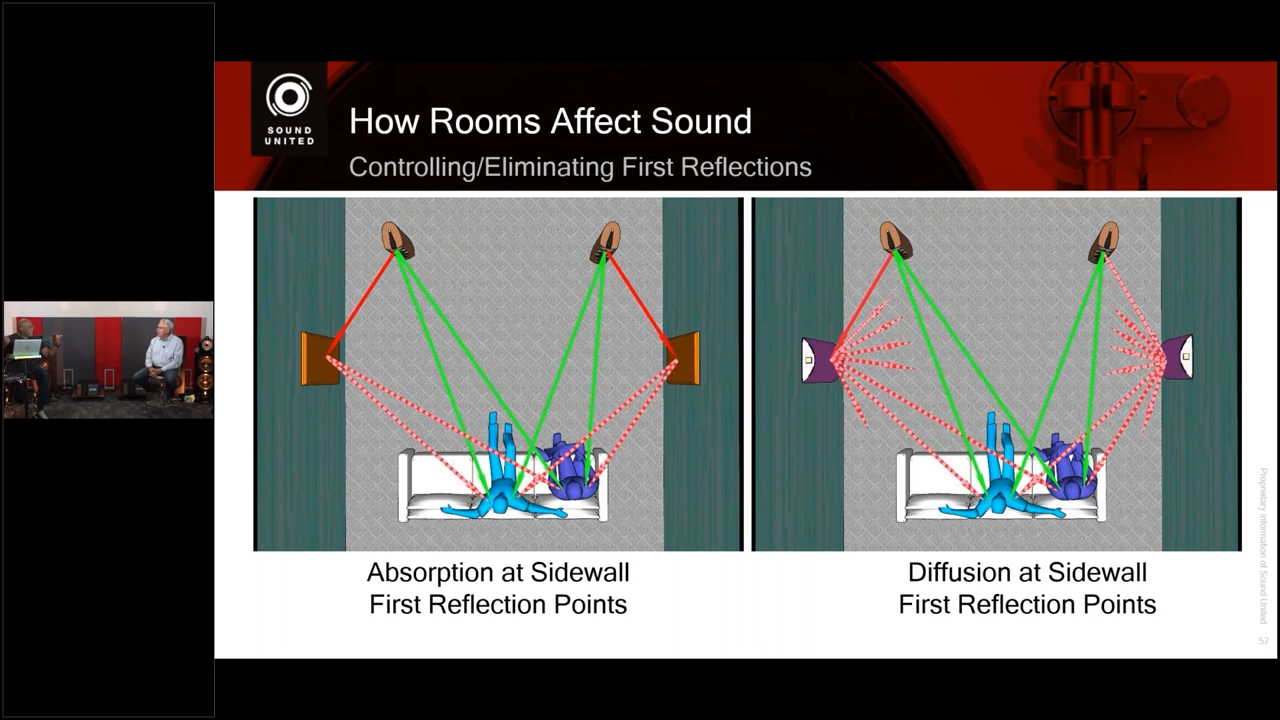 SOUND
UNITED
How Rooms Affect Sound
Controlling/Eliminating First Reflections
Absorption at Sidewall
First Reflection Points
Diffusion at Sidewall
First Reflection Points
Proprietary information of Sound United
57